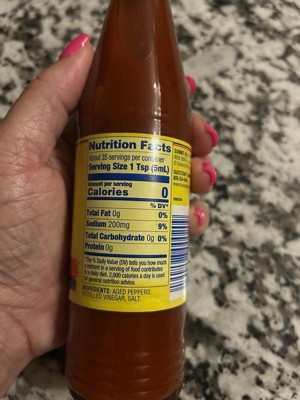 Nutrition Facts
About 35 servings per container
Serving Size 1 Tsp (5mL)
Amount per serving
Calories 0
% DV*
Total Fat 0g 0%
Sodium 200mg 9%
Total Carbohydrate 0g 0%
Protein 0g
*The % Daily Value (DV) tells you how much
a nutrient in a serving of food contributes
to a daily diet. 2,000 calories a day is used
for general nutrition advice.
INGREDIENTS: AGED PEPPERS,
DISTILLED VINEGAR, SALT.